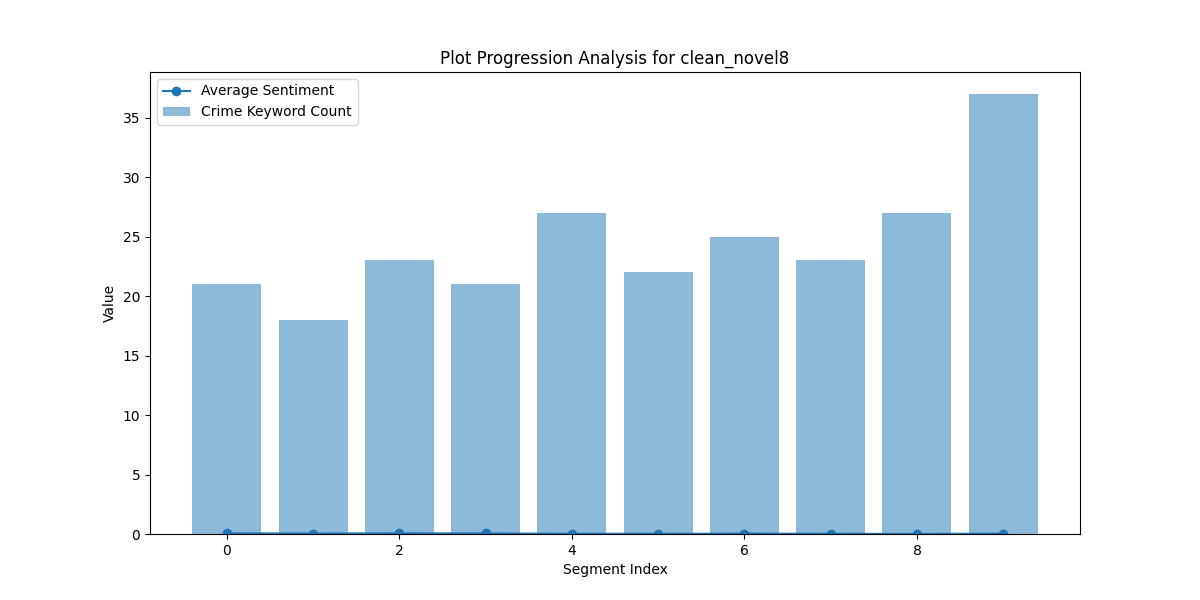 Plot Progression Analysis for clean_novel8
Average Sentiment
Crime Keyword Count
Value
35
30
25
20
15
10
5
0
0 2 4 6 8
Segment Index